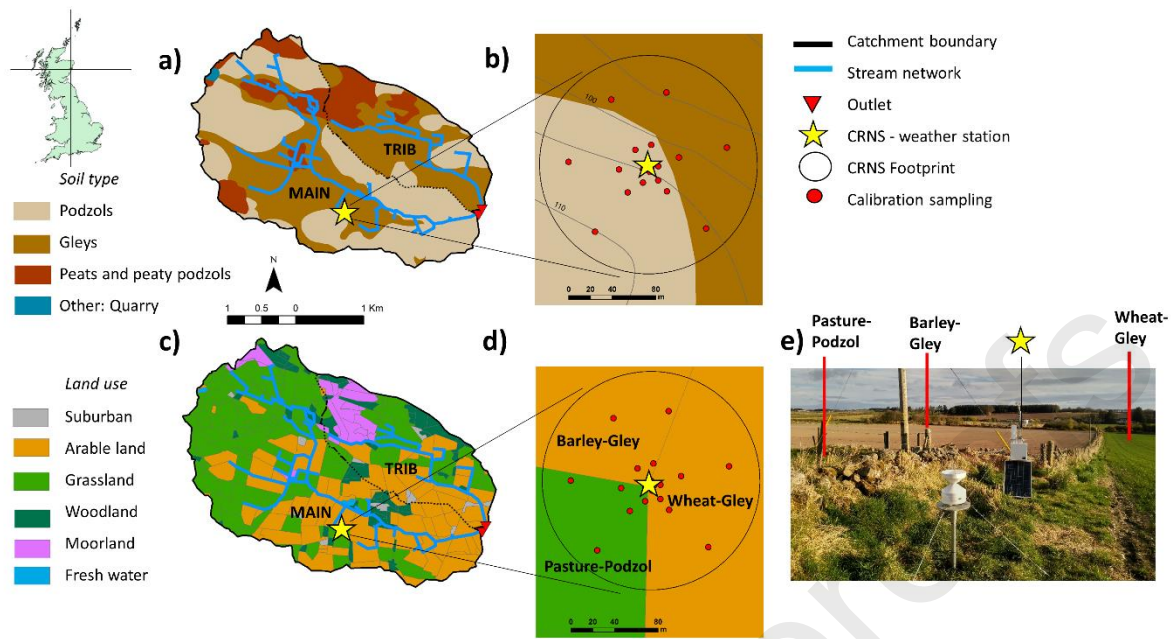 a)
Soil type
Podzols
Gleys
Peats and peaty podzols
Other: Quarry
TRIB
MAIN
N
1 0.5 0 1 Km
b)
100
110
0 20 40 80
m
Catchment boundary
Stream network
Outlet
CRNS - weather station
CRNS Footprint
Calibration sampling
c)
Land use
Suburban
Arable land
Grassland
Woodland
Moorland
Fresh water
TRIB
MAIN
d)
Barley-Gley
Wheat-Gley
Pasture-Podzol
0 20 40 80
m
e)
Pasture-
Podzol
Barley-
Gley
Wheat-
Gley